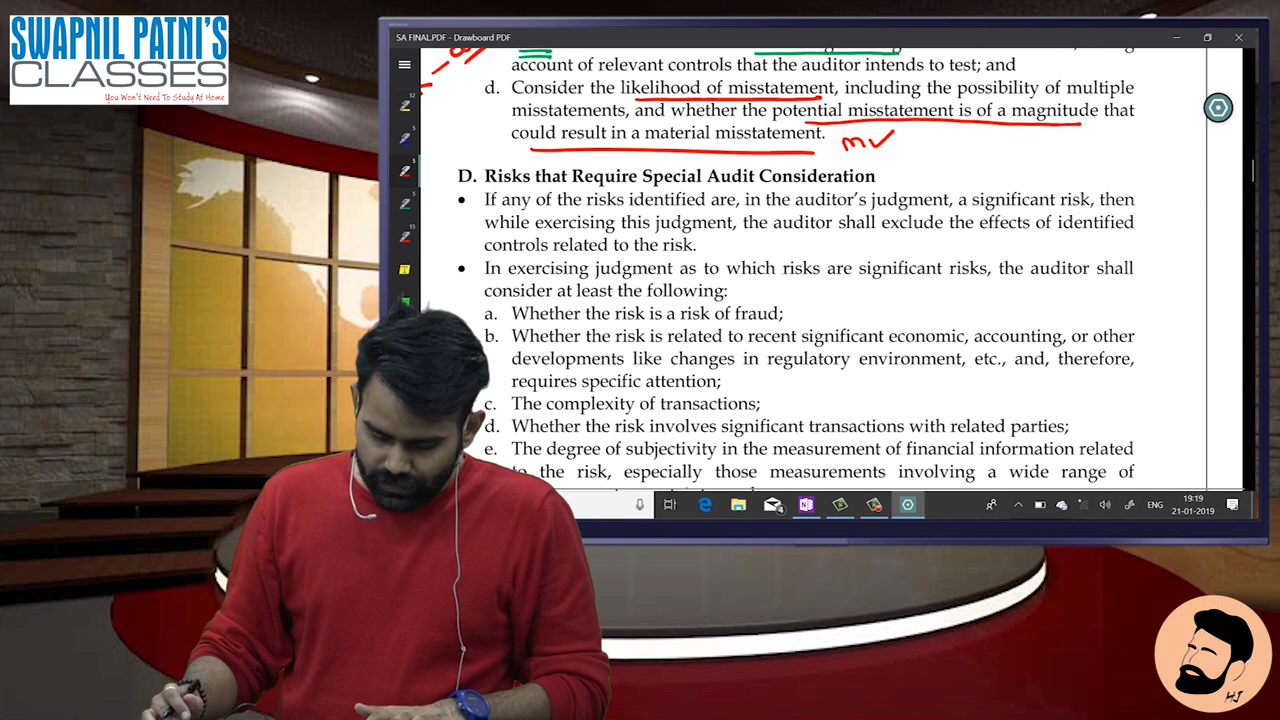 SWAPNIL PATNI'S
CLASSES
You Won't Need To Study At Home
SA FINAL.PDF - Drawboard PDF
account of relevant controls that the auditor intends to test; and
d. Consider the likelihood of misstatement, including the possibility of multiple
misstatements, and whether the potential misstatement is of a magnitude that
could result in a material misstatement.
D. Risks that Require Special Audit Consideration
• If any of the risks identified are, in the auditor's judgment, a significant risk, then
while exercising this judgment, the auditor shall exclude the effects of identified
controls related to the risk.
• In exercising judgment as to which risks are significant risks, the auditor shall
consider at least the following:
a. Whether the risk is a risk of fraud;
b. Whether the risk is related to recent significant economic, accounting, or other
developments like changes in regulatory environment, etc., and, therefore,
requires specific attention;
c. The complexity of transactions;
d. Whether the risk involves significant transactions with related parties;
e. The degree of subjectivity in the measurement of financial information related
the risk, especially those measurements involving a wide range of
ENG
19:19
21-01-2019
HJ